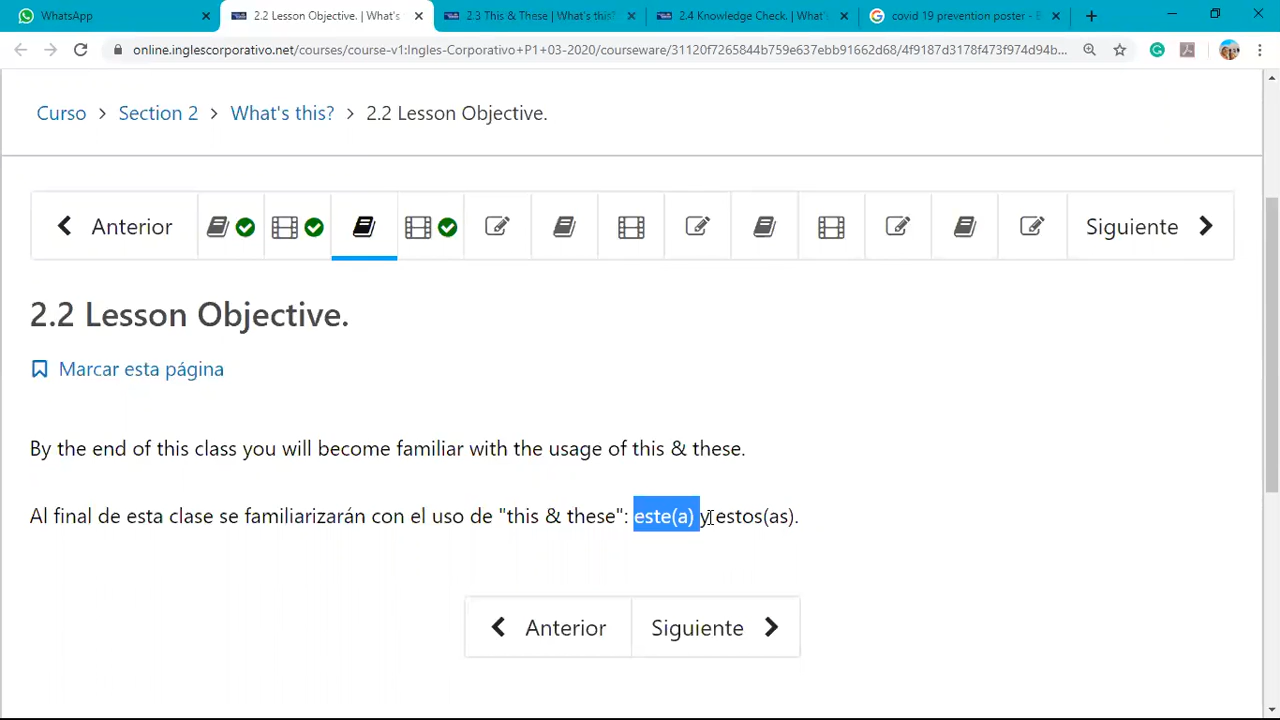 WhatsApp
2.2 Lesson Objective. | What's
2.3 This & These | What's this?
2.4 Knowledge Check. | What'
covid 19 prevention poster -
online.inglescorporativo.net/courses/course-v1:Ingles-Corporativo+P1+03-2020/courseware/31120f7265844b759e637ebb91662d68/4f9187d3178f473f974d94b...
Curso > Section 2 > What's this? > 2.2 Lesson Objective.
Anterior
Siguiente
2.2 Lesson Objective.
Marcar esta página
By the end of this class you will become familiar with the usage of this & these.
Al final de esta clase se familiarizarán con el uso de "this & these": este(a) y estos(as).
Anterior
Siguiente